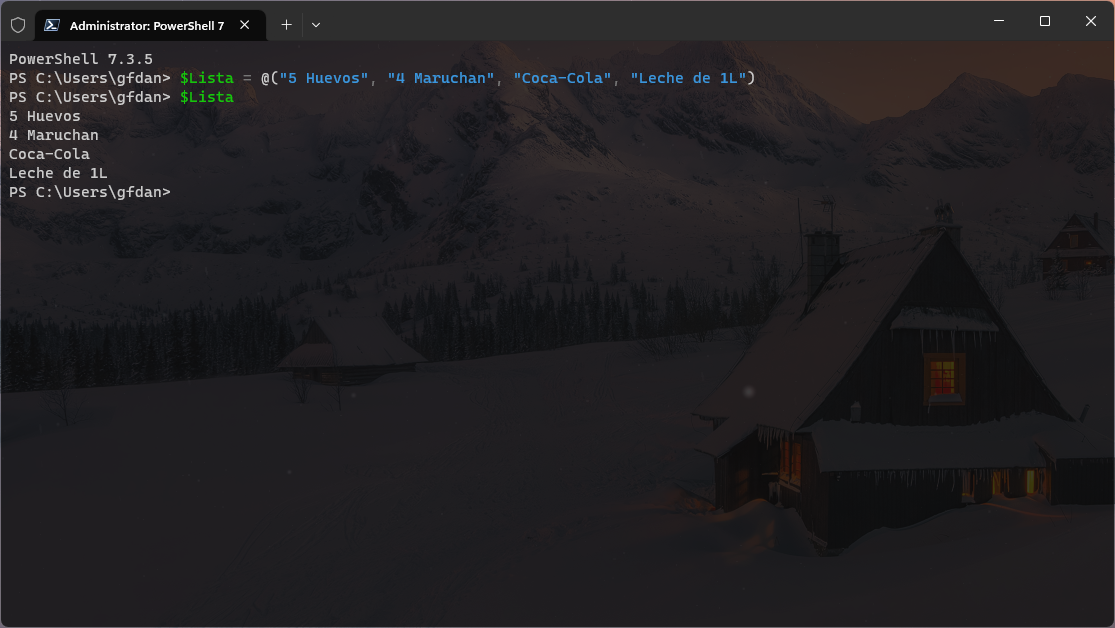 Administrator: PowerShell 7
PowerShell 7.3.5
PS C:\Users\gfdan> $Lista = @("5 Huevos", "4 Maruchan", "Coca-Cola", "Leche de 1L")
PS C:\Users\gfdan> $Lista
5 Huevos
4 Maruchan
Coca-Cola
Leche de 1L
PS C:\Users\gfdan>